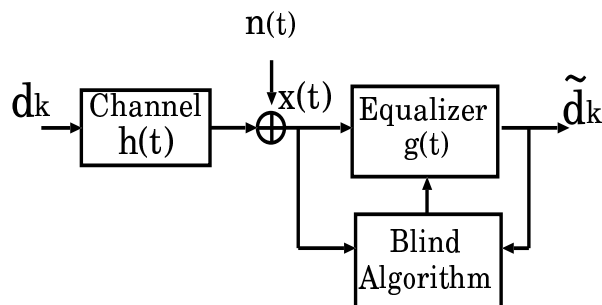 n(t)
dk
Channel
h(t)
x(t)
Equalizer
g(t)
d̃k
Blind
Algorithm